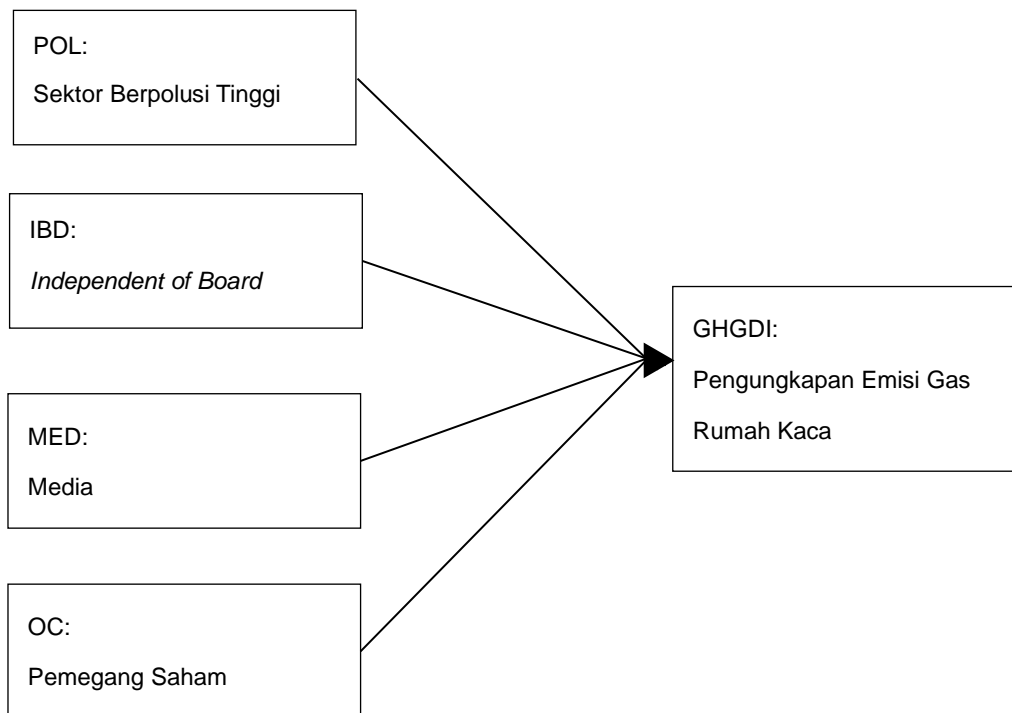 POL:
Sektor Berpolusi Tinggi
IBD:
Independent of Board
MED:
Media
OC:
Pemegang Saham
GHGDI:
Pengungkapan Emisi Gas
Rumah Kaca